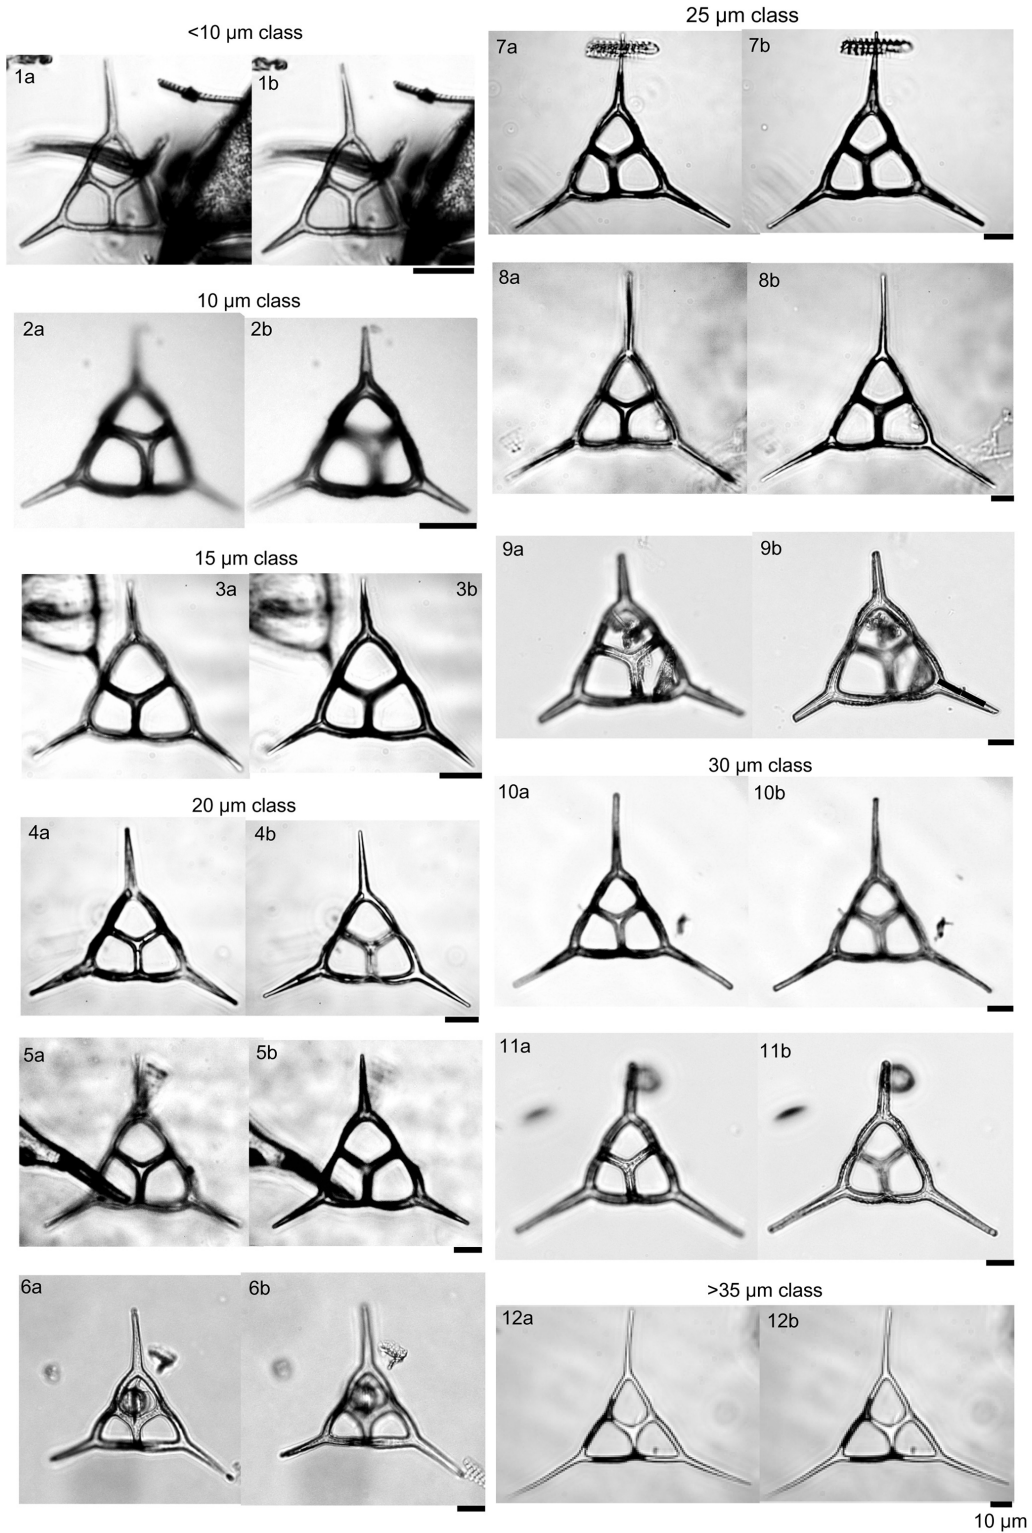 <10 µm class
1a
1b
10 µm class
2a
2b
15 µm class
3a
3b
20 µm class
4a
4b
5a
5b
6a
6b
25 µm class
7a
7b
8a
8b
9a
9b
30 µm class
10a
10b
11a
11b
>35 µm class
12a
12b
10 µm